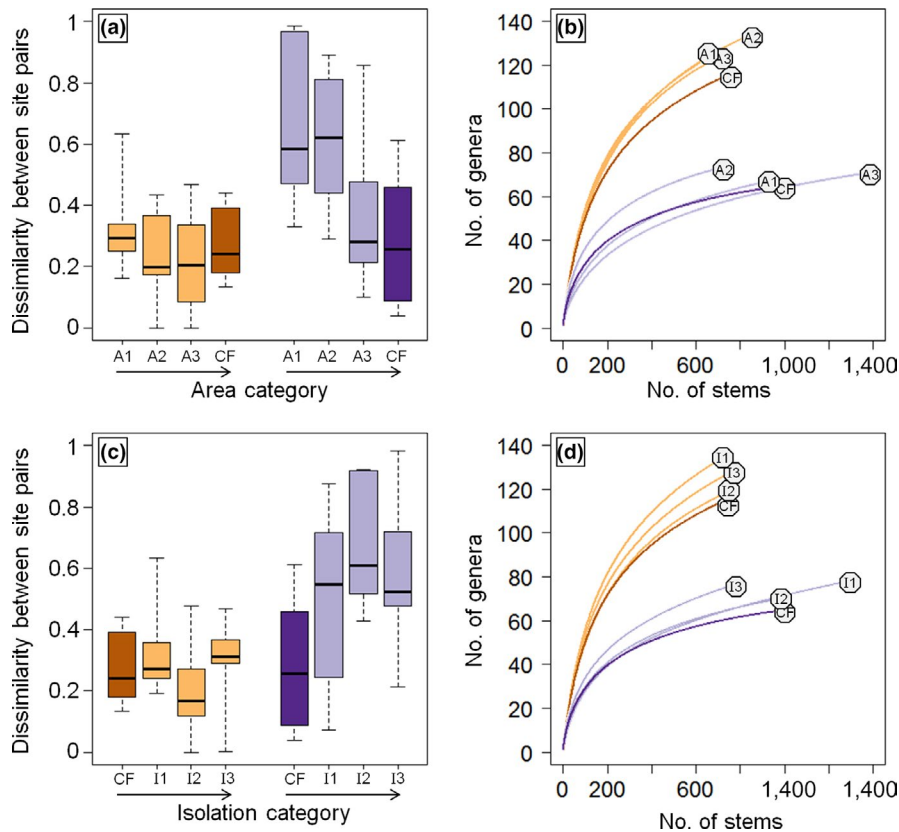 (a)
Dissimilarity between site pairs
1
0.8
0.6
0.4
0.2
0
A1 A2 A3 CF A1 A2 A3 CF
Area category
(b)
No. of genera
140
120
100
80
60
40
20
0
A2
A1
A3
CF
A2
A1
CF
A3
0 200 600 1,000 1,400
No. of stems
(c)
Dissimilarity between site pairs
1
0.8
0.6
0.4
0.2
0
CF I1 I2 I3 CF I1 I2 I3
Isolation category
(d)
No. of genera
140
120
100
80
60
40
20
0
I1
I3
I2
CF
I3
I2
I1
CF
0 200 600 1,400 1,400
No. of stems